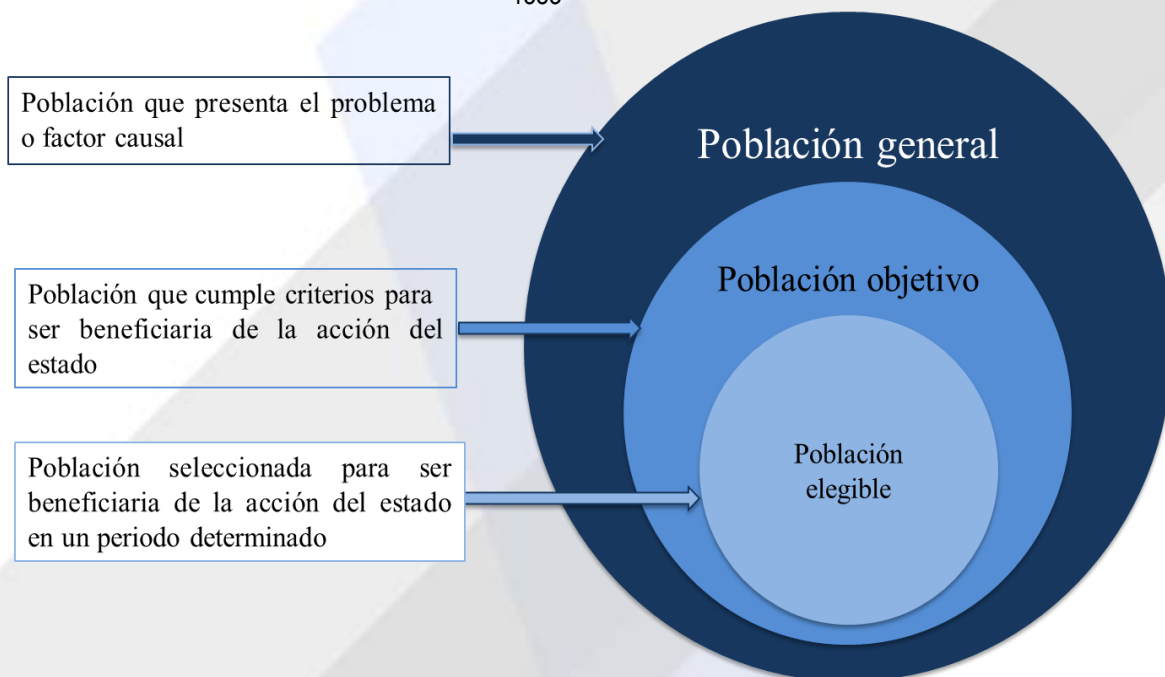 Población que presenta el problema
o factor causal
Población general
Población que cumple criterios para
ser beneficiaria de la acción del
estado
Población objetivo
Población seleccionada para ser
beneficiaria de la acción del estado
en un periodo determinado
Población
elegible